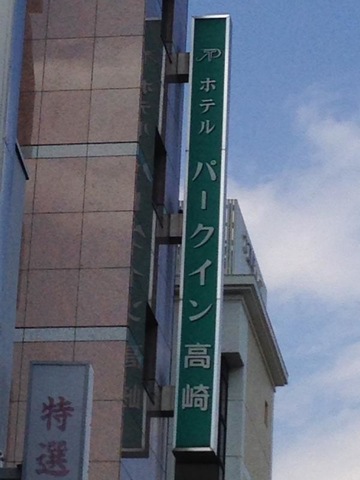 ホテル パークイン 高崎
特選